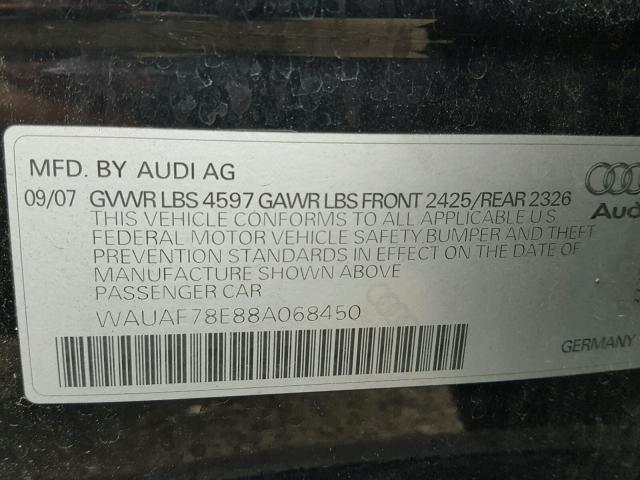 MFD. BY AUDI AG
09/07 GVWR LBS 4597 GAWR LBS FRONT 2425/REAR 2326
THIS VEHICLE CONFORMS TO ALL APPLICABLE U S
FEDERAL MOTOR VEHICLE SAFETY,BUMPER AND THEFT
PREVENTION STANDARDS IN EFFECT ON THE DATE OF
MANUFACTURE SHOWN ABOVE
PASSENGER CAR
WAUAF78E88A068450
Aud
GERMANY